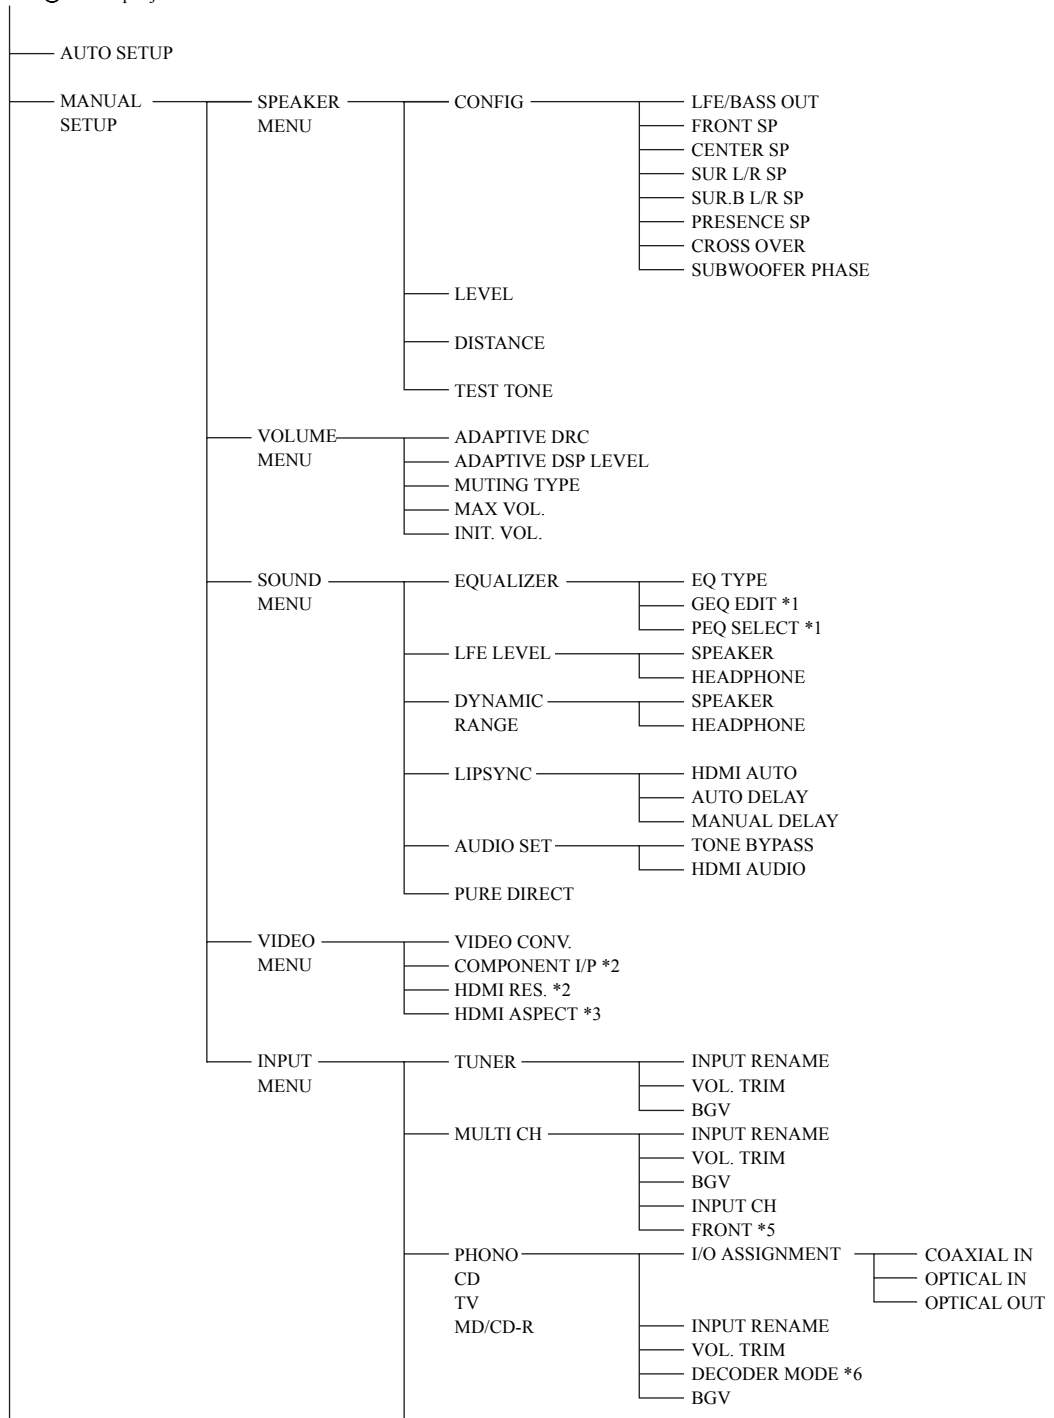 AUTO SETUP
MANUAL SPEAKER CONFIG LFE/BASS OUT
SETUP MENU FRONT SP
CENTER SP
SUR L/R SP
SUR.B L/R SP
PRESENCE SP
CROSS OVER
SUBWOOFER PHASE
LEVEL
DISTANCE
TEST TONE
VOLUME ADAPTIVE DRC
MENU ADAPTIVE DSP LEVEL
MUTING TYPE
MAX VOL.
INIT. VOL.
SOUND EQUALIZER EQ TYPE
MENU GEQ EDIT *1
PEQ SELECT *1
LFE LEVEL SPEAKER
HEADPHONE
DYNAMIC SPEAKER
RANGE HEADPHONE
LIPSYNC HDMI AUTO
AUTO DELAY
MANUAL DELAY
AUDIO SET TONE BYPASS
HDMI AUDIO
PURE DIRECT
VIDEO VIDEO CONV.
MENU COMPONENT I/P *2
HDMI RES. *2
HDMI ASPECT *3
INPUT TUNER INPUT RENAME
MENU VOL. TRIM
BGV
MULTI CH INPUT RENAME
VOL. TRIM
BGV
INPUT CH
FRONT *5
PHONO I/O ASSIGNMENT COAXIAL IN
CD OPTICAL IN
TV OPTICAL OUT
MD/CD-R INPUT RENAME
VOL. TRIM
DECODER MODE *6
BGV